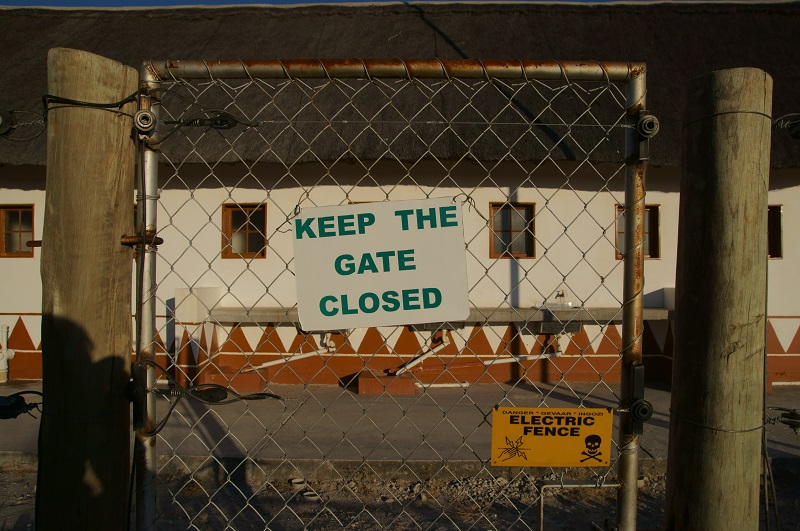 KEEP THE
GATE
CLOSED
DANGER * GEVAAR * INGOZI
ELECTRIC
FENCE